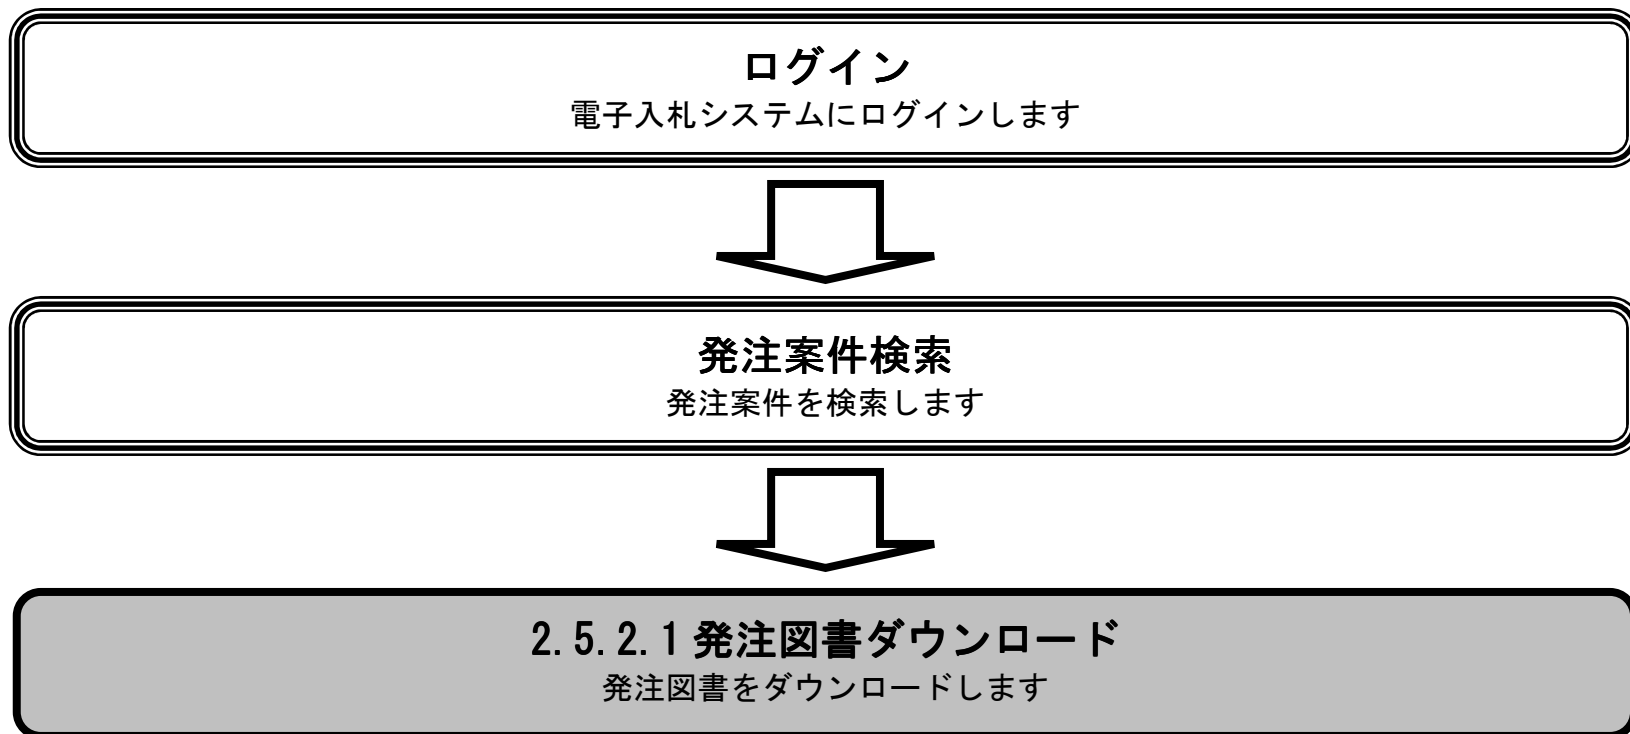 ログイン
電子入札システムにログインします
発注案件検索
発注案件を検索します
2.5.2.1 発注図書ダウンロード
発注図書をダウンロードします